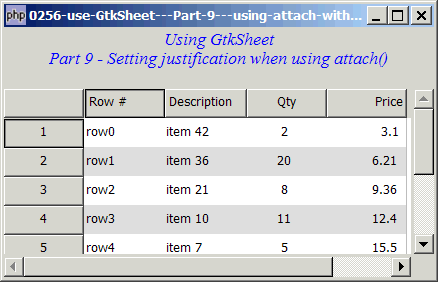 php 0256-use-GtkSheet---Part-9---using-attach-with...
Using GtkSheet
Part 9 - Setting justification when using attach()
Row # Description Qty Price
1 row0 item 42 2 3.1
2 row1 item 36 20 6.21
3 row2 item 21 8 9.36
4 row3 item 10 11 12.4
5 row4 item 7 5 15.5